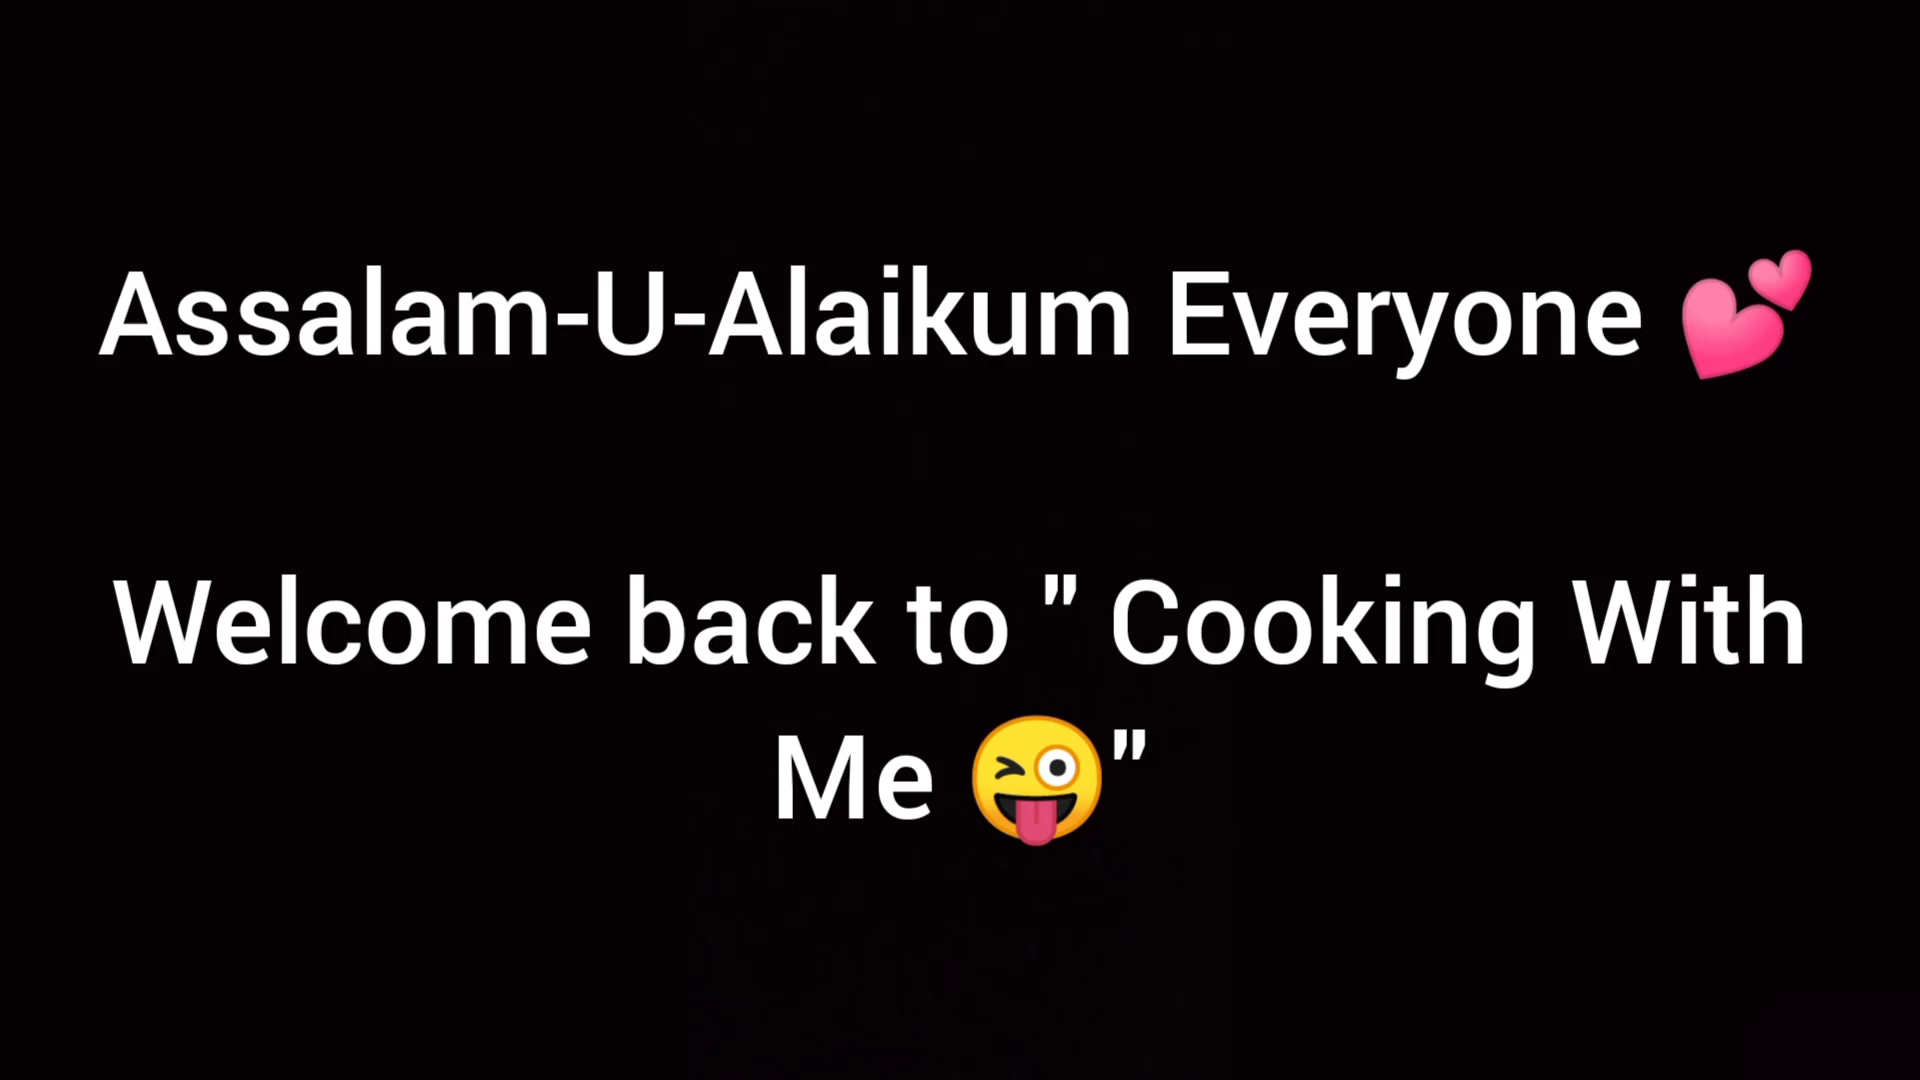 Assalam-U-Alaikum Everyone 💕
Welcome back to " Cooking With
Me 😜"